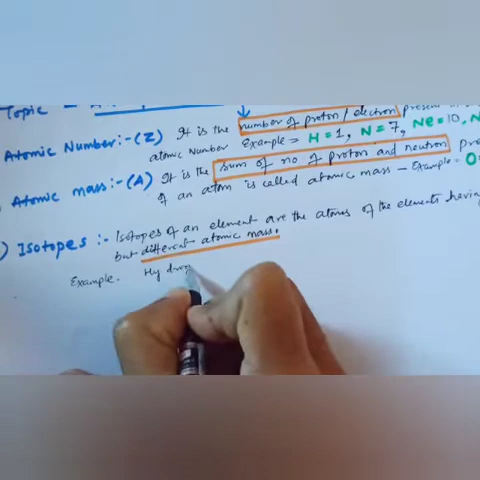 Topic
Atomic Number:-(Z) It is the number of proton/electron present
atomic Number Example = H = 1, N = 7, Ne = 10, N
Atomic mass:-(A) It is the sum of no of proton and neutron
of an atom is called atomic mass - Example =
) Isotopes :- Isotopes of an element are the atoms of the elements having
but different atomic mass.
Example. Hydrog